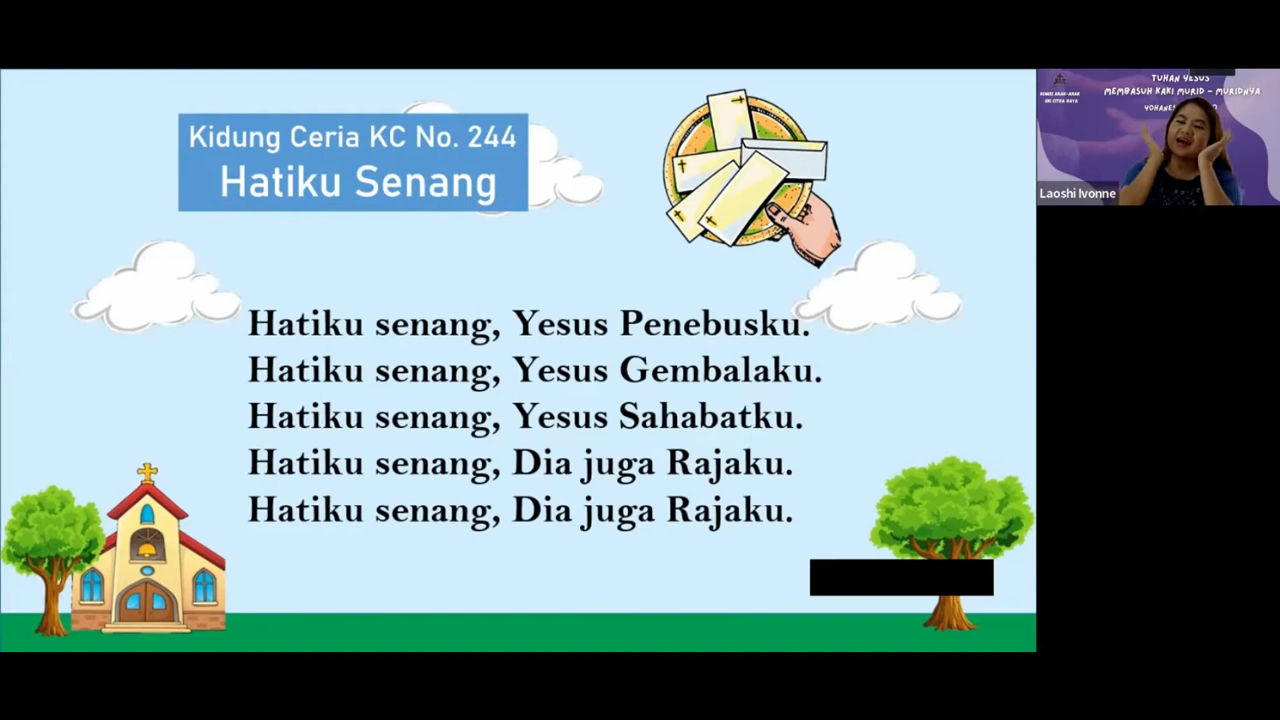 Kidung Ceria KC No. 244
Hatiku Senang
Hatiku senang, Yesus Penebusku.
Hatiku senang, Yesus Gembalaku.
Hatiku senang, Yesus Sahabatku.
Hatiku senang, Dia juga Rajaku.
Hatiku senang, Dia juga Rajaku.
TUHAN YESUS
MEMBASUH KAKI MURID - MURIDNYA
Laoshi Ivonne